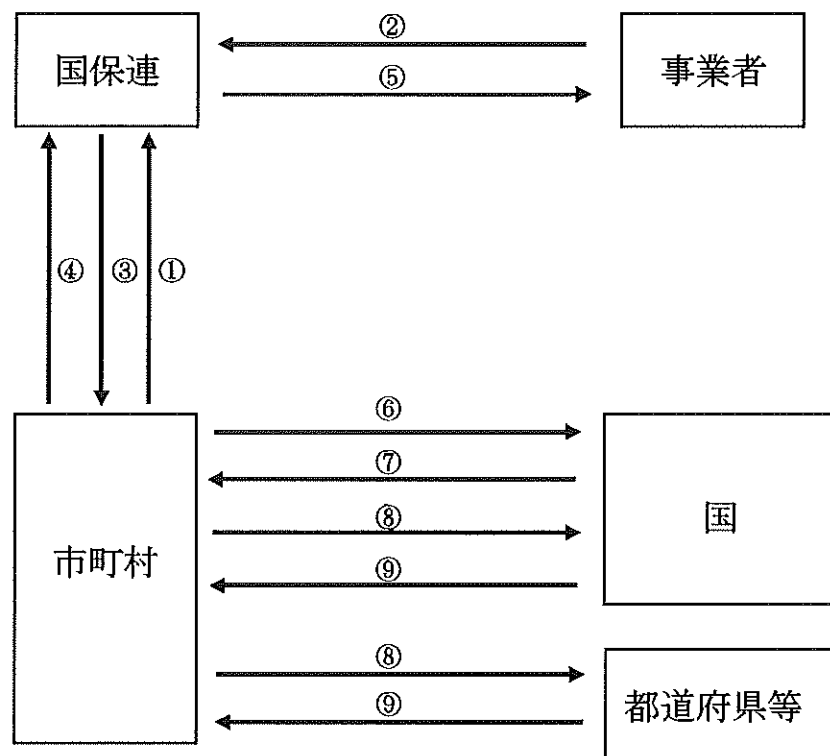 ②
国保連
事業者
⑤
④ ③ ①
⑥
⑦
⑧
国
市町村
⑨
⑧
都道府県等
⑨